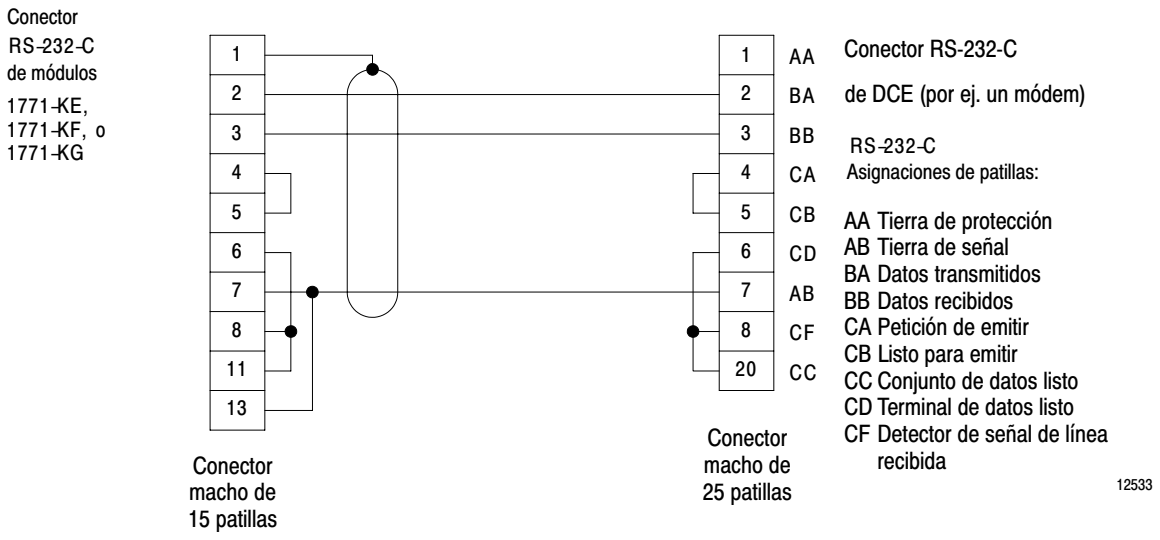 Conector
RS-232-C
de módulos
1771-KE,
1771-KF, o
1771-KG
1
2
3
4
5
6
7
8
11
13
Conector
macho de
15 patillas
1 AA
2 BA
3 BB
4 CA
5 CB
6 CD
7 AB
8 CF
20 CC
Conector
macho de
25 patillas
Conector RS-232-C
de DCE (por ej. un módem)
RS-232-C
Asignaciones de patillas:
AA Tierra de protección
AB Tierra de señal
BA Datos transmitidos
BB Datos recibidos
CA Petición de emitir
CB Listo para emitir
CC Conjunto de datos listo
CD Terminal de datos listo
CF Detector de señal de línea
recibida
12533